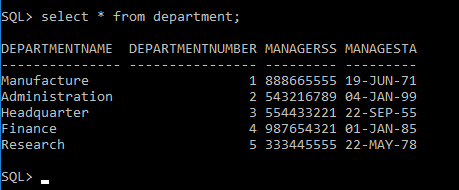 SQL> select * from department;
DEPARTMENTNAME  DEPARTMENTNUMBER MANAGERSS MANAGESTA
--------------- ---------------- --------- ---------
Manufacture                    1 888665555 19-JUN-71
Administration                 2 543216789 04-JAN-99
Headquarter                    3 554433221 22-SEP-55
Finance                        4 987654321 01-JAN-85
Research                       5 333445555 22-MAY-78
SQL>